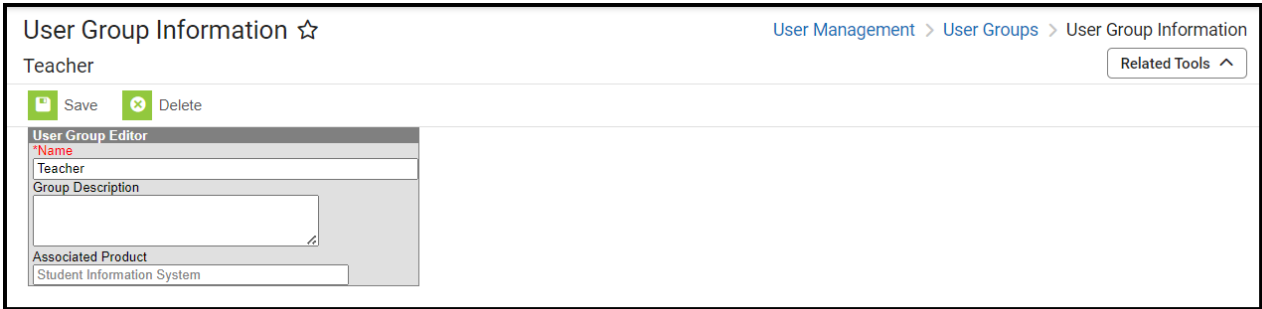 User Group Information
User Management > User Groups > User Group Information
Teacher
Related Tools
Save Delete
User Group Editor
*Name
Teacher
Group Description
Associated Product
Student Information System